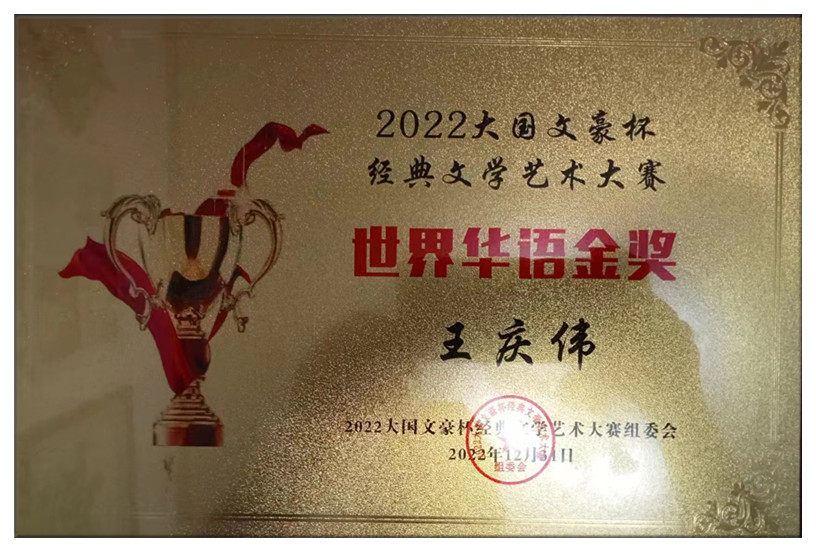 2022大国文豪杯
经典文学艺术大赛
世界华语金奖
王庆伟
2022大国文豪杯经典文学艺术大赛组委会
2022年12月31日
组委会